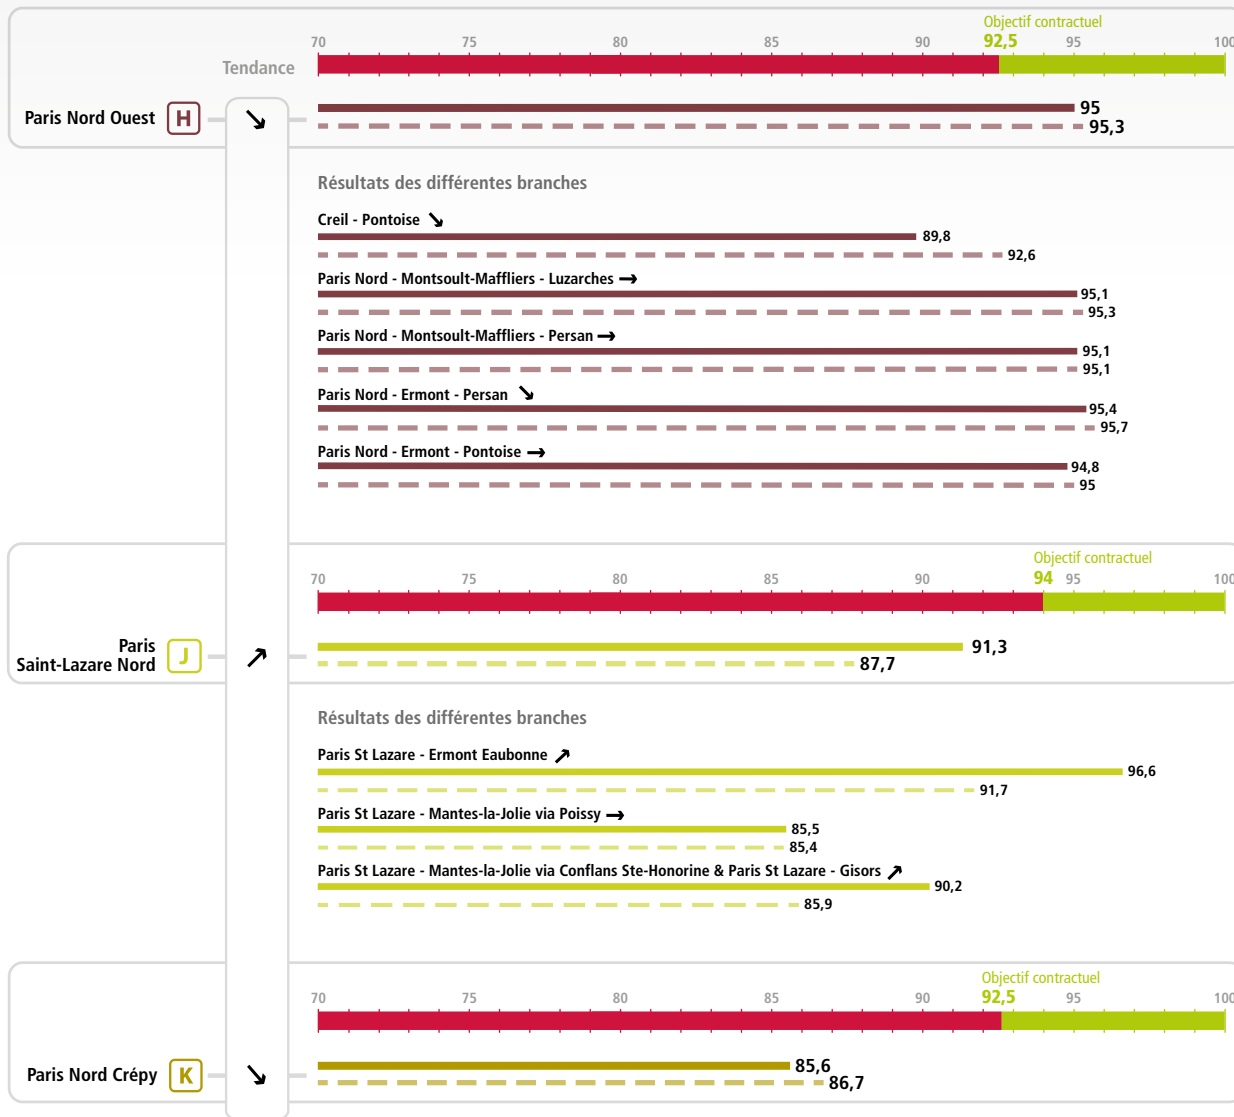 Objectif contractuel
70 75 80 85 90 92,5 95 100
Tendance
Paris Nord Ouest H
95
95,3
Résultats des différentes branches
Creil - Pontoise ↘
89,8
92,6
Paris Nord - Montsoult-Maffliers - Luzarches →
95,1
95,3
Paris Nord - Montsoult-Maffliers - Persan →
95,1
95,1
Paris Nord - Ermont - Persan ↘
95,4
95,7
Paris Nord - Ermont - Pontoise →
94,8
95
Objectif contractuel
70 75 80 85 90 94 95 100
Paris
Saint-Lazare Nord J
91,3
87,7
Résultats des différentes branches
Paris St Lazare - Ermont Eaubonne ↗
96,6
91,7
Paris St Lazare - Mantes-la-Jolie via Poissy →
85,5
85,4
Paris St Lazare - Mantes-la-Jolie via Conflans Ste-Honorine & Paris St Lazare - Gisors ↗
90,2
85,9
Objectif contractuel
70 75 80 85 90 92,5 95 100
Paris Nord Crépy K
85,6
86,7